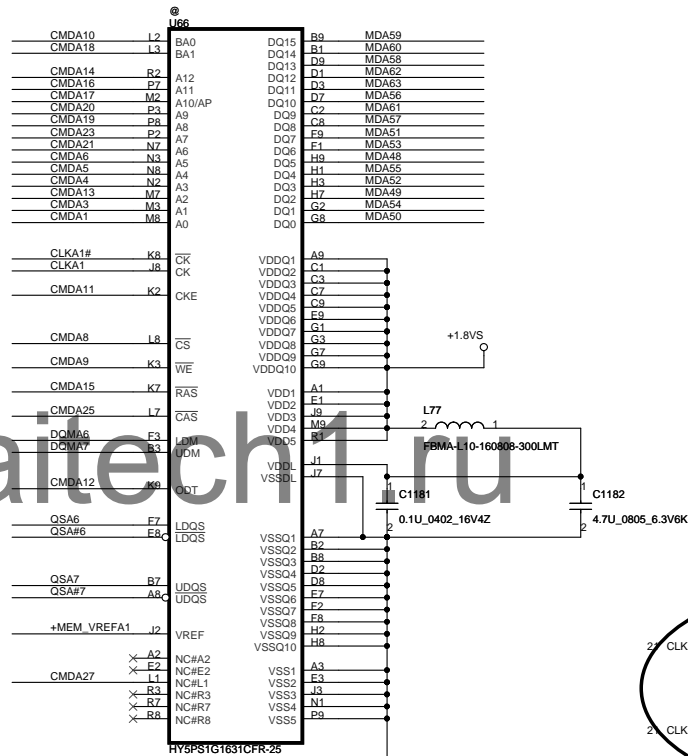 @
U66
CMDA10 L2 BA0 DQ15 B9 MDA59
CMDA18 L3 BA1 DQ14 B1 MDA60
DQ13 D9 MDA58
CMDA14 R2 A12 DQ12 D1 MDA62
CMDA16 P7 A11 DQ11 D3 MDA63
CMDA17 M2 A10/AP DQ10 D7 MDA56
CMDA20 P3 A9 DQ9 C2 MDA61
CMDA19 P8 A8 DQ8 C8 MDA57
CMDA23 P2 A7 DQ7 F9 MDA51
CMDA21 N7 A6 DQ6 F1 MDA53
CMDA6 N3 A5 DQ5 H9 MDA48
CMDA5 N8 A4 DQ4 H1 MDA55
CMDA4 N2 A3 DQ3 H3 MDA52
CMDA13 M7 A2 DQ2 H7 MDA49
CMDA3 M3 A1 DQ1 G2 MDA54
CMDA1 M8 A0 DQ0 G8 MDA50
CLKA1# K8 CK VDDQ1 A9
CLKA1 J8 CK VDDQ2 C1
VDDQ3 C3
CMDA11 K2 CKE VDDQ4 C7
VDDQ5 C9
VDDQ6 E9
VDDQ7 G1
CMDA8 L8 CS VDDQ8 G3
VDDQ9 G7
+1.8VS
CMDA9 K3 WE VDDQ10 G9
CMDA15 K7 RAS VDD1 A1
VDD2 E1
CMDA25 L7 CAS VDD3 J9
VDD4 M9
VDD5 R1
L77
2 1
FBMA-L10-160808-300LMT
DQMA6 F3 LDM
DQMA7 B3 UDM
VDDL J1
VSSDL J7
CMDA12 K9 ODT
1 C1181
0.1U_0402_16V4Z
2
1 C1182
4.7U_0805_6.3V6K
2
QSA6 F7 LDQS
QSA#6 E8 LDQS
VSSQ1 A7
VSSQ2 B2
VSSQ3 B8
VSSQ4 D2
QSA7 B7 UDQS VSSQ5 D8
QSA#7 A8 UDQS VSSQ6 E7
VSSQ7 F2
VSSQ8 F8
+MEM_VREFA1 J2 VREF VSSQ9 H2
VSSQ10 H8
A2 NC#A2
E2 NC#E2 VSS1 A3
CMDA27 L1 NC#L1 VSS2 E3
R3 NC#R3 VSS3 J3
R7 NC#R7 VSS4 N1
R8 NC#R8 VSS5 P9
HY5PS1G1631CFR-25
21 CLK
21 CLK
aitech1 ru